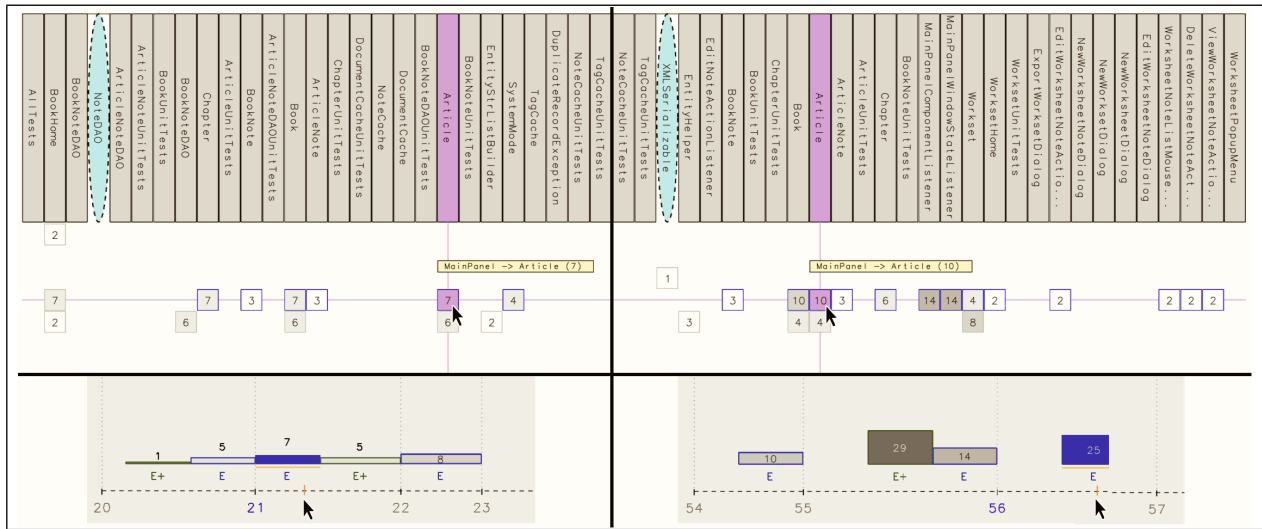 AllTests
BookHome
BookNoteDAO
NoteDAO
ArticleNoteDAO
ArticleNoteUnitTests
BookUnitTests
BookNoteDAO
Chapter
ArticleUnitTests
BookNote
ArticleNoteDAOUnitTests
Book
ArticleNote
ChapterUnitTests
DocumentCacheUnitTests
NoteCache
DocumentCache
BookNoteDAOUnitTests
Article
BookNoteUnitTests
EntityStrListBuilder
SystemMode
TagCache
DuplicateRecordException
NoteCacheUnitTests
TagCacheUnitTests
2
MainPanel -> Article (7)
7 7 3 7 3 7 4
2 6 6 6 2
NoteCacheUnitTests
TagCacheUnitTests
XMLSerializable
EntityHelper
EditNoteActionListener
BookNote
BookUnitTests
ChapterUnitTests
Book
Article
ArticleNote
ArticleUnitTests
Chapter
BookNoteUnitTests
MainPanelComponentListener
MainPanelWindowStateListener
Workset
WorksetHome
WorksetUnitTests
ExportWorksetDialog
EditWorksheetNoteActio...
NewWorksheetNoteDialog
NewWorksetDialog
NewWorksheetDialog
EditWorksheetNoteDialog
WorksheetNoteListMouse...
DeleteWorksheetNoteAct...
ViewWorksheetNoteActio...
WorksheetPopupMenu
MainPanel -> Article (10)
1
3 10 10 3 6 14 14 4 2 2 2 2 2
3 4 4 8
1 5 7 5 8
E+ E E E+ E
20 21 22 23
10 29 14 25
E E+ E E
54 55 56 57